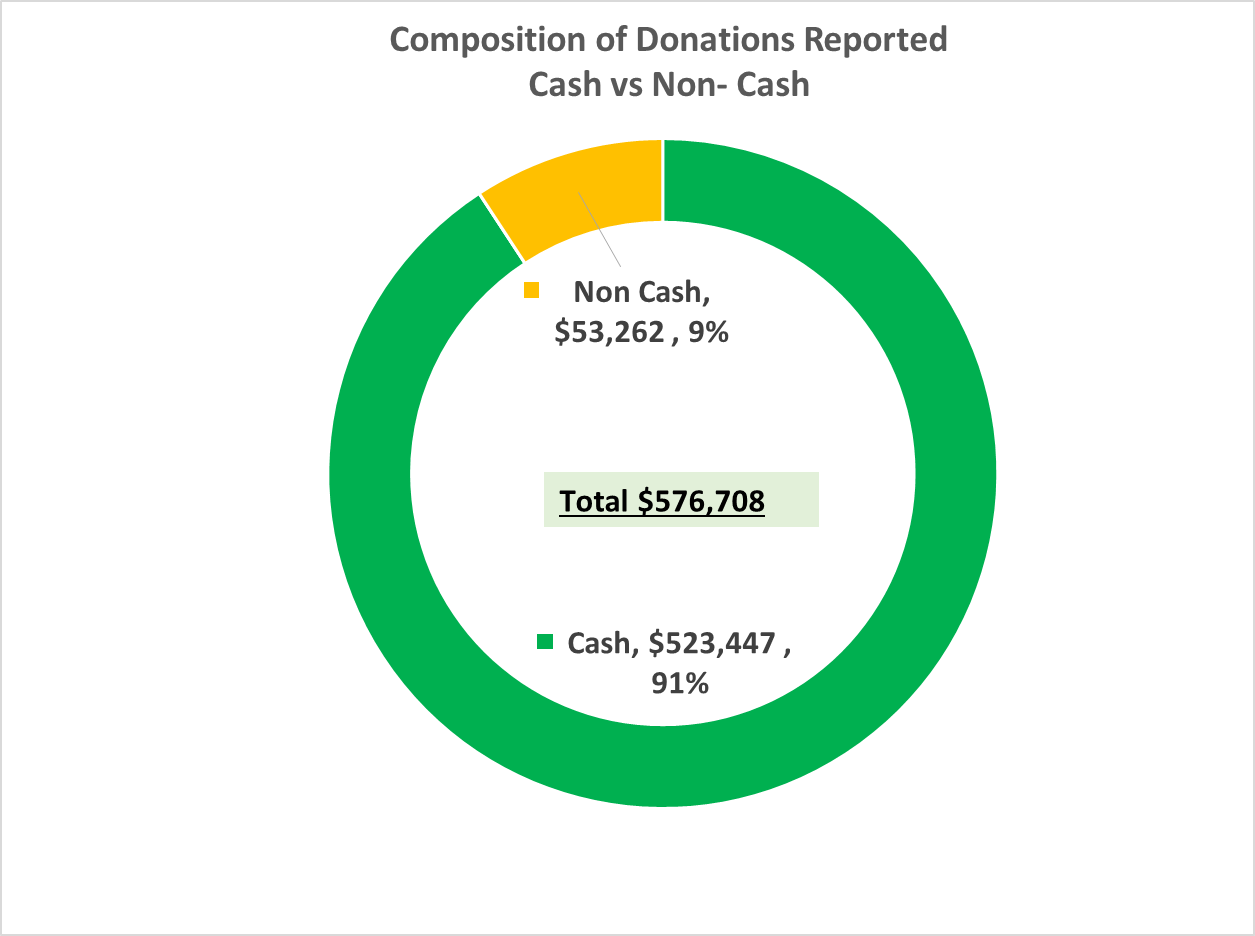 Composition of Donations Reported
Cash vs Non- Cash
Non Cash,
$53,262 , 9%
Total $576,708
Cash, $523,447 ,
91%